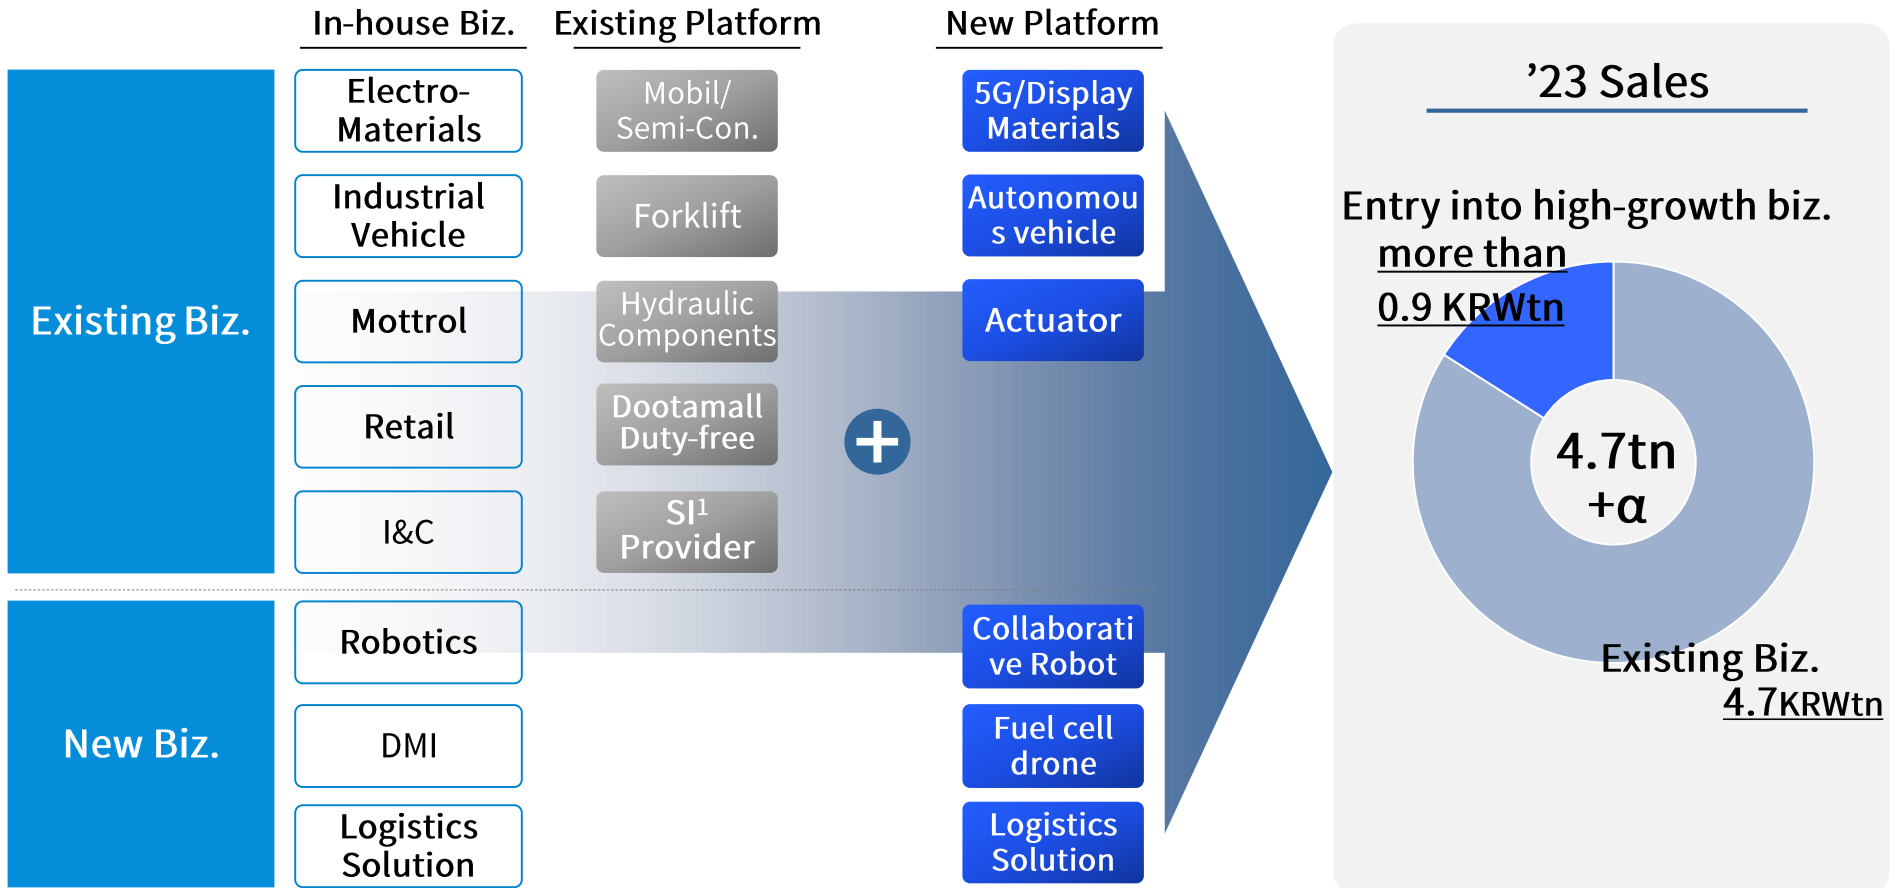 In-house Biz.
Existing Platform
New Platform
Existing Biz.
Electro-
Materials
Mobil/
Semi-Con.
5G/Display
Materials
Industrial
Vehicle
Forklift
Autonomou
s vehicle
Mottrol
Hydraulic
Components
Actuator
Retail
Dootamall
Duty-free
I&C
SI¹
Provider
+
New Biz.
Robotics
Collaborati
ve Robot
DMI
Fuel cell
drone
Logistics
Solution
Logistics
Solution
’23 Sales
Entry into high-growth biz.
more than
0.9 KRWtn
4.7tn
+α
Existing Biz.
4.7KRWtn